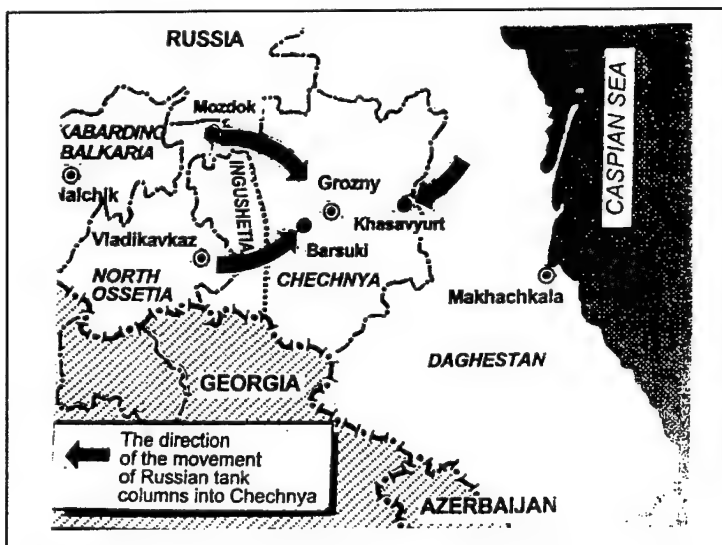 RUSSIA
Mozdok
KABARDINO
BALKARIA
Nalchik
INGUSHETIA
Grozny
Khasavyurt
Vladikavkaz
Barsuki
NORTH
OSSETIA
CHECHNYA
CASPIAN SEA
Makhachkala
DAGHESTAN
GEORGIA
The direction
of the movement
of Russian tank
columns into Chechnya
AZERBAIJAN